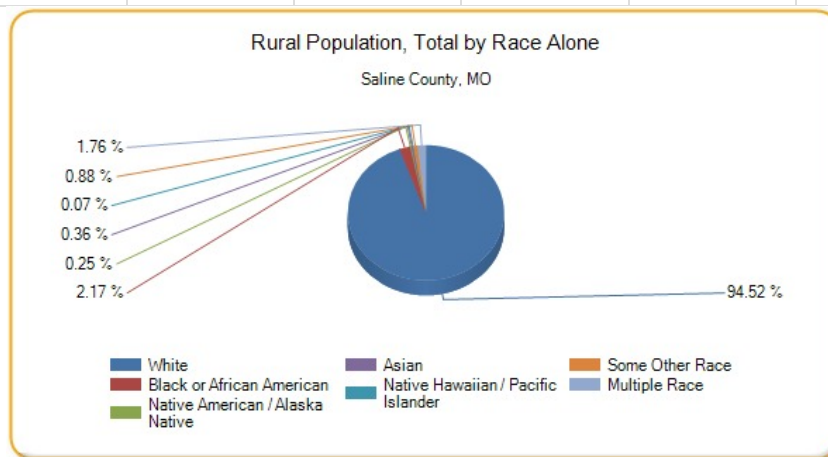 Rural Population, Total by Race Alone
Saline County, MO
1.76 %
0.88 %
0.07 %
0.36 %
0.25 %
2.17 %
94.52 %
White
Black or African American
Native American / Alaska
Native
Asian
Native Hawaiian / Pacific
Islander
Some Other Race
Multiple Race